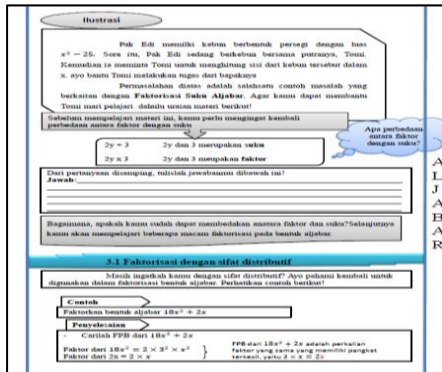 Ilustrasi
Pak Edi memiliki kebun berbentuk persegi dengan luas
x² − 25. Sore ini, Pak Edi sedang berkebun bersama putranya, Tomi.
Kemudian ia meminta Tomi untuk menghitung sisi dari kebun tersebut dalam
x. ayo bantu Tomi melakukan tugas dari bapaknya
Permasalahan diatas adalah salahsatu contoh masalah yang
berkaitan dengan Faktorisasi Suku Aljabar. Agar kamu dapat membantu
Tomi mari pelajari dahulu uraian materi berikut!
Sebelum mempelajari materi ini, kamu perlu mengingat kembali
perbedaan antara faktor dengan suku
Apa perbedaan
antara faktor
dengan suku?
2y + 3 2y dan 3 merupakan suku
2y x 3 2y dan 3 merupakan faktor
Dari pertanyaan disamping, tulislah jawabanmu dibawah ini!
Jawab:
Bagaimana, apakah kamu sudah dapat membedakan anatara faktor dan suku?Selanjutnya
kamu akan mempelajari beberapa macam faktorisasi pada bentuk aljabar.
3.1 Faktorisasi dengan sifat distributif
Masih ingatkah kamu dengan sifat distributif? Ayo pahami kembali untuk
digunakan dalam faktorisasi bentuk aljabar. Perhatikan contoh berikut!
Contoh
Faktorkan bentuk aljabar 18x² + 2x
Penyelesaian
- Carilah FPB dari 18x² + 2x
Faktor dari 18x² = 2 × 3² × x²
Faktor dari 2x = 2 × x
FPB dari 18x² + 2x adalah perkalian
faktor yang sama yang memiliki pangkat
terkecil, yaitu 2 × x = 2x
A
L
J
A
B
A
R